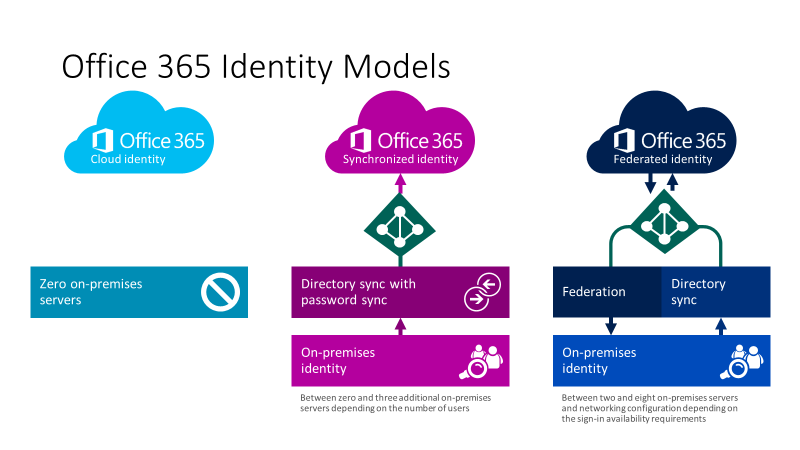 Office 365 Identity Models
Office 365
Cloud identity
Office 365
Synchronized identity
Office 365
Federated identity
Zero on-premises
servers
Directory sync with
password sync
Federation
Directory
sync
On-premises
identity
On-premises
identity
Between zero and three additional on-premises
servers depending on the number of users
Between two and eight on-premises servers
and networking configuration depending on
the sign-in availability requirements